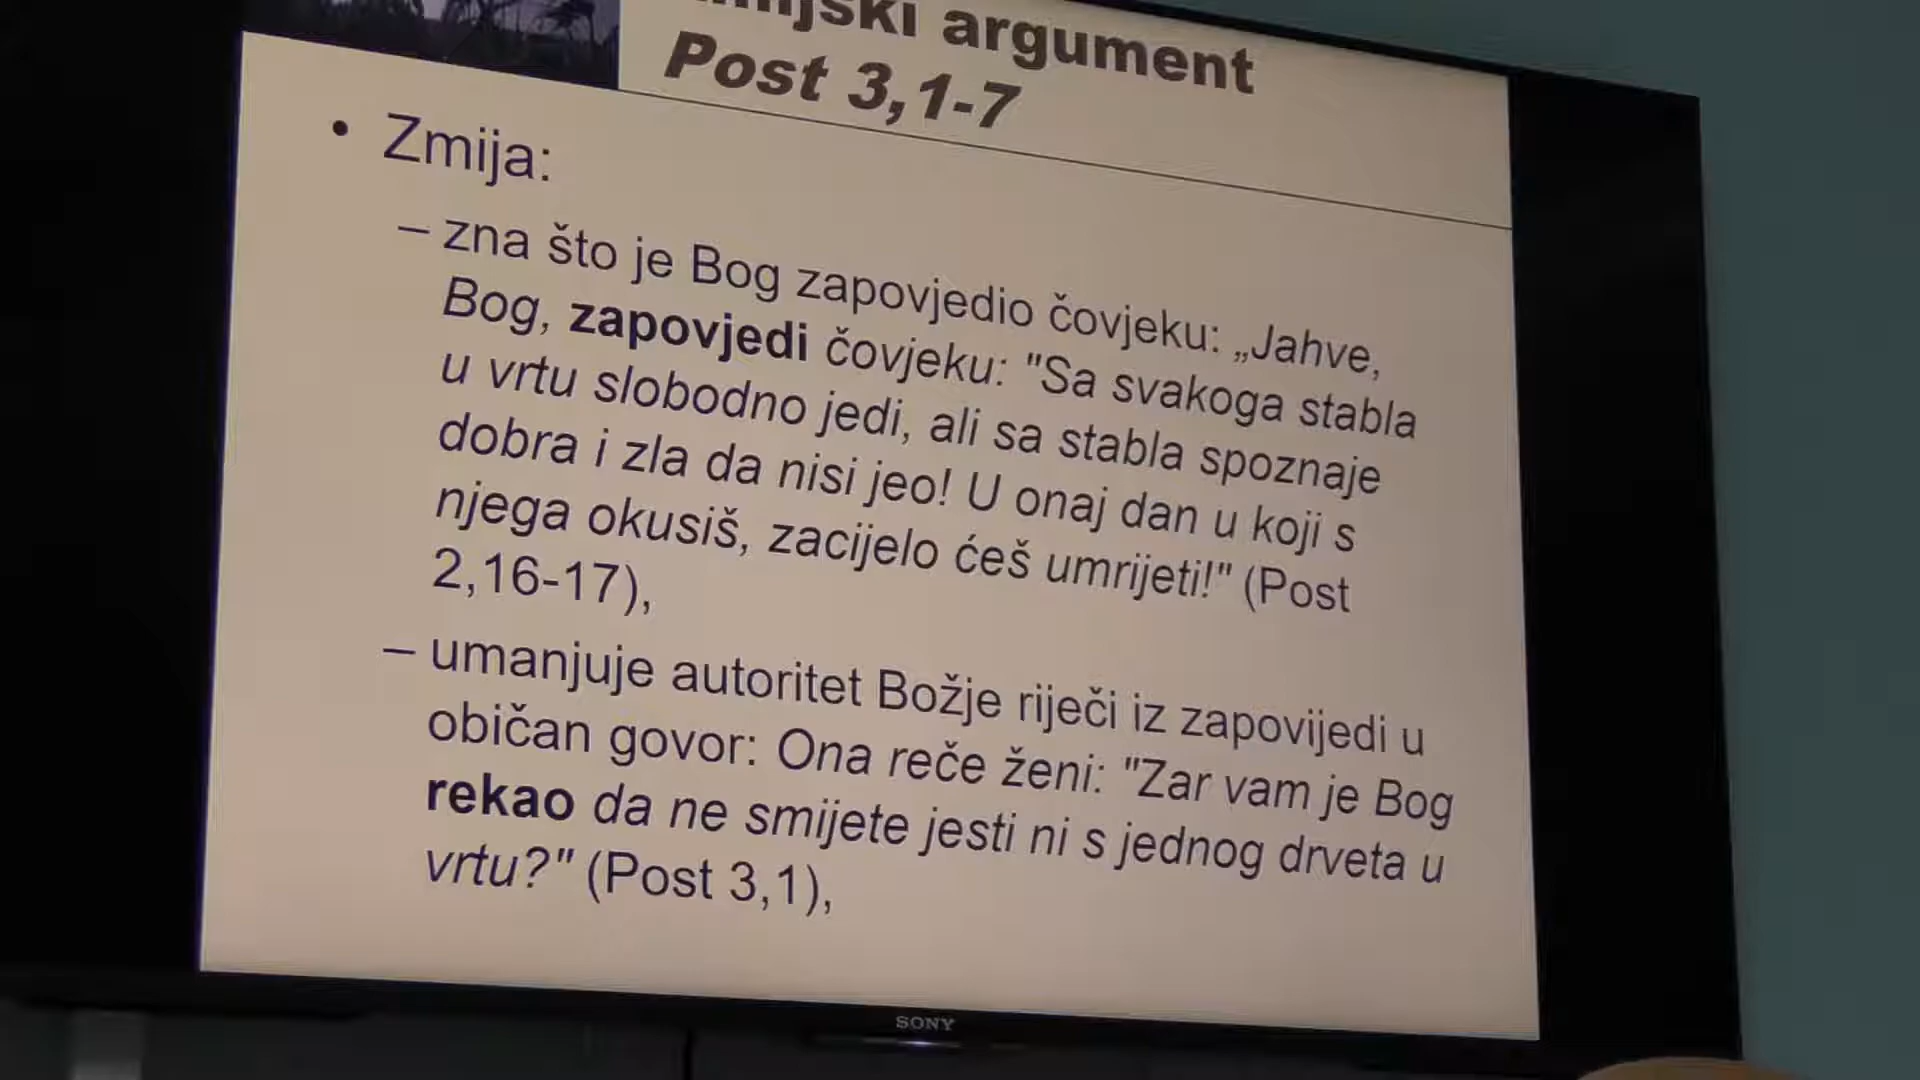 argument
Post 3,1-7
• Zmija:
– zna što je Bog zapovjedio čovjeku: „Jahve,
Bog, zapovjedi čovjeku: "Sa svakoga stabla
u vrtu slobodno jedi, ali sa stabla spoznaje
dobra i zla da nisi jeo! U onaj dan u koji s
njega okusiš, zacijelo ćeš umrijeti!" (Post
2,16-17),
– umanjuje autoritet Božje riječi iz zapovijedi u
običan govor: Ona reče ženi: "Zar vam je Bog
rekao da ne smijete jesti ni s jednog drveta u
vrtu?" (Post 3,1),
SONY